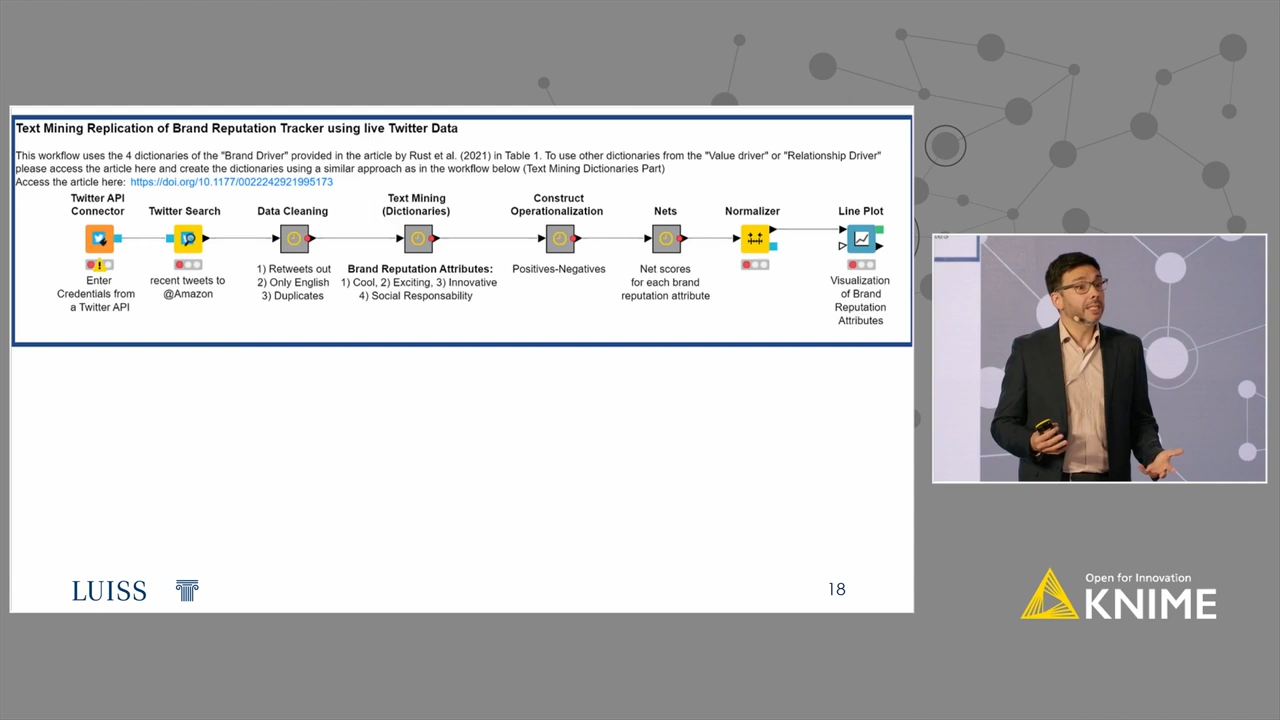 Text Mining Replication of Brand Reputation Tracker using live Twitter Data
This workflow uses the 4 dictionaries of the "Brand Driver" provided in the article by Rust et al. (2021) in Table 1. To use other dictionaries from the "Value driver" or "Relationship Driver"
please access the article here and create the dictionaries using a similar approach as in the workflow below (Text Mining Dictionaries Part)
Access the article here: https://doi.org/10.1177/0022242921995173
Twitter API
Connector
Twitter Search
Data Cleaning
Text Mining
(Dictionaries)
Construct
Operationalization
Nets
Normalizer
Line Plot
Enter
Credentials from
a Twitter API
recent tweets to
@Amazon
1) Retweets out
2) Only English
3) Duplicates
Brand Reputation Attributes:
1) Cool, 2) Exciting, 3) Innovative
4) Social Responsability
Positives-Negatives
Net scores
for each brand
reputation attribute
Visualization
of Brand
Reputation
Attributes
LUISS
18
Open for Innovation
KNIME